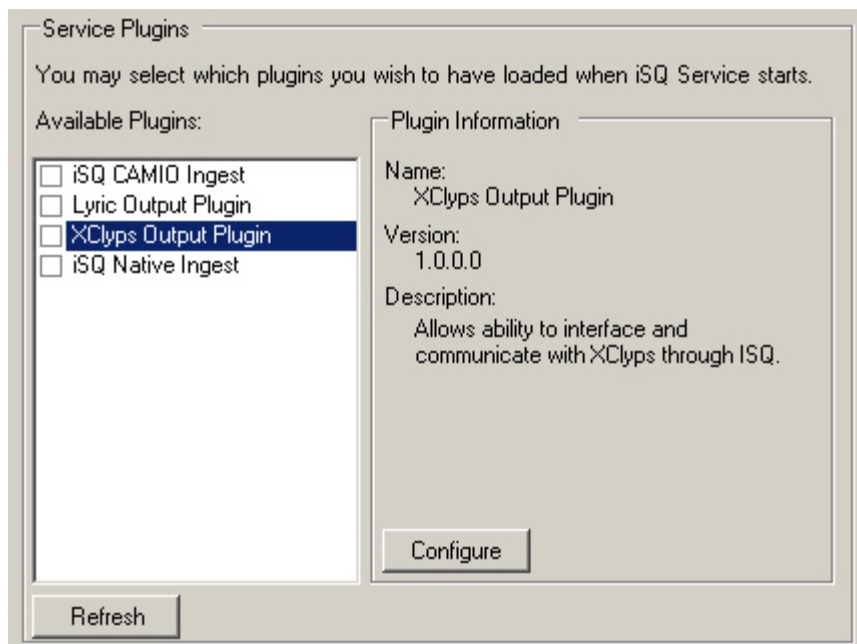 Service Plugins
You may select which plugins you wish to have loaded when iSQ Service starts.
Available Plugins:
iSQ CAMIO Ingest
Lyric Output Plugin
XClyps Output Plugin
iSQ Native Ingest
Refresh
Plugin Information
Name:
XClyps Output Plugin
Version:
1.0.0.0
Description:
Allows ability to interface and
communicate with XClyps through ISQ.
Configure